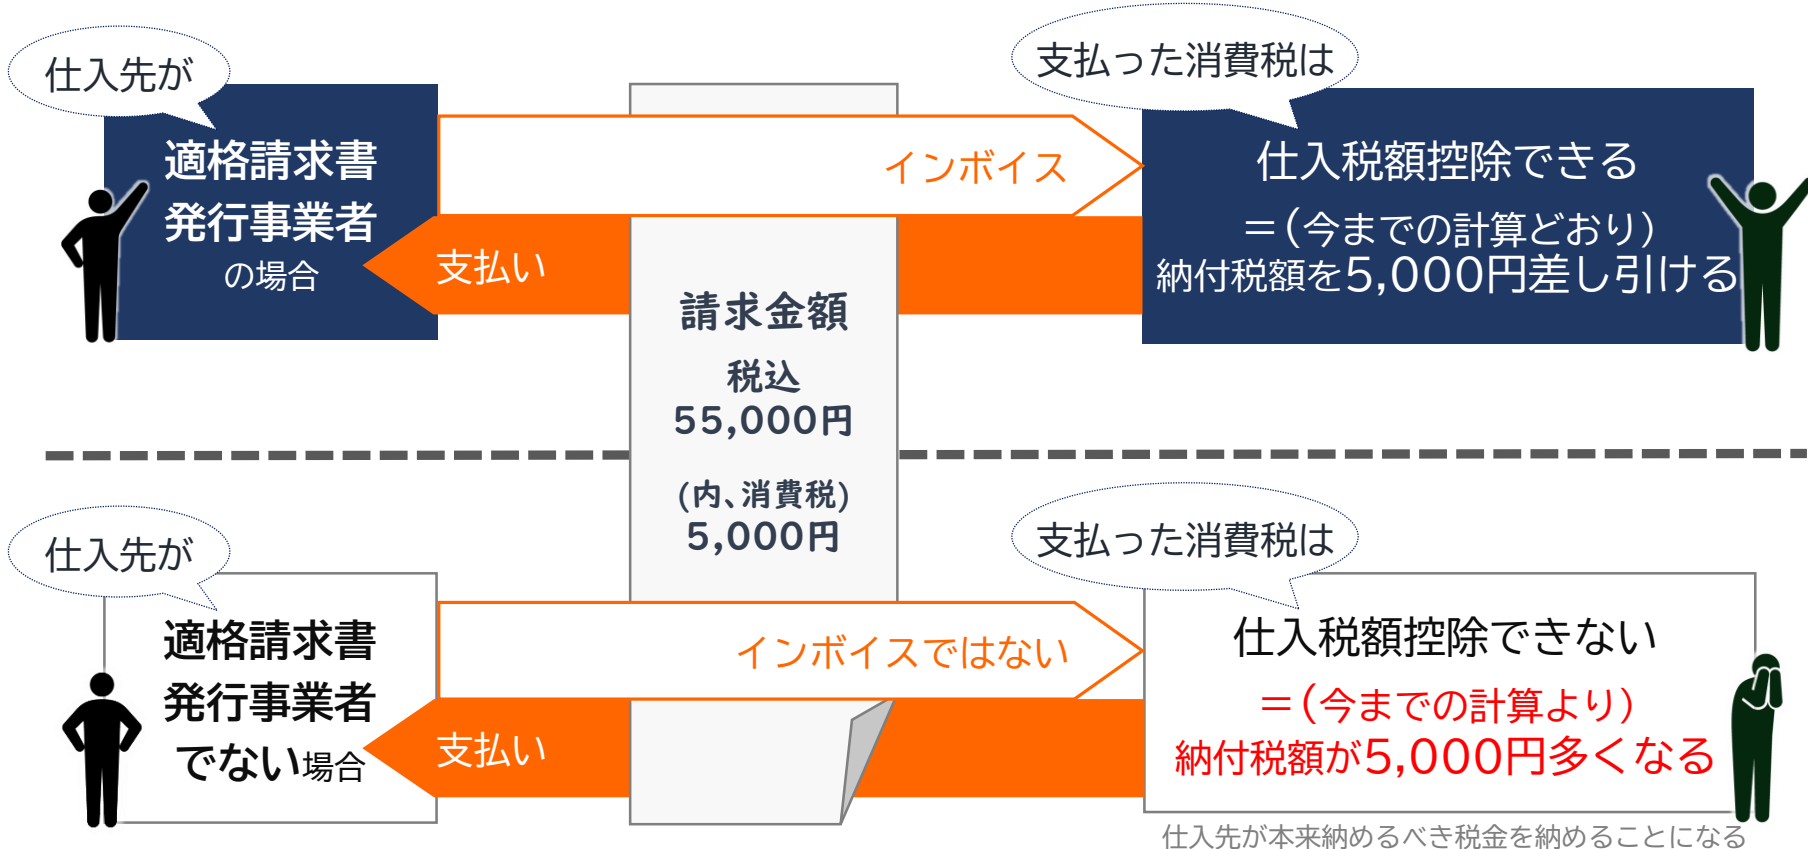 仕入先が
適格請求書
発行事業者
の場合
インボイス
支払い
支払った消費税は
仕入税額控除できる
＝(今までの計算どおり)
納付税額を5,000円差し引ける
請求金額
税込
55,000円
(内、消費税)
5,000円
仕入先が
適格請求書
発行事業者
でない場合
インボイスではない
支払い
支払った消費税は
仕入税額控除できない
＝(今までの計算より)
納付税額が5,000円多くなる
仕入先が本来納めるべき税金を納めることになる